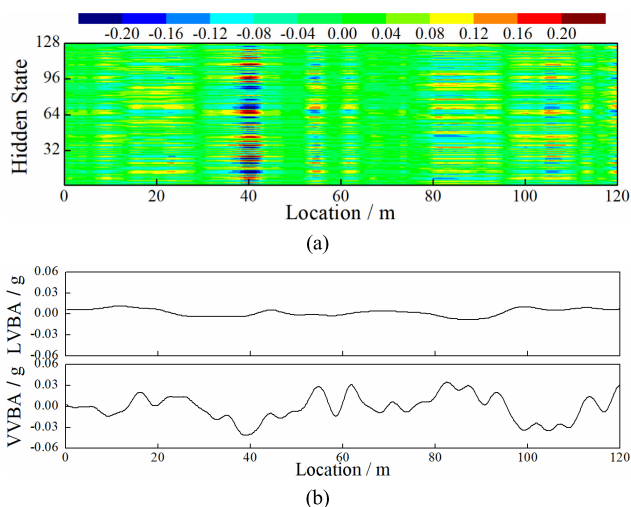 -0.20 -0.16 -0.12 -0.08 -0.04 0.00 0.04 0.08 0.12 0.16 0.20
128
96
64
32
Hidden State
0 20 40 60 80 100 120
Location / m
(a)
0.06
0.03
0.00
-0.03
-0.06
LVBA / g
0.06
0.03
0.00
-0.03
-0.06
VVBA / g
0 20 40 60 80 100 120
Location / m
(b)